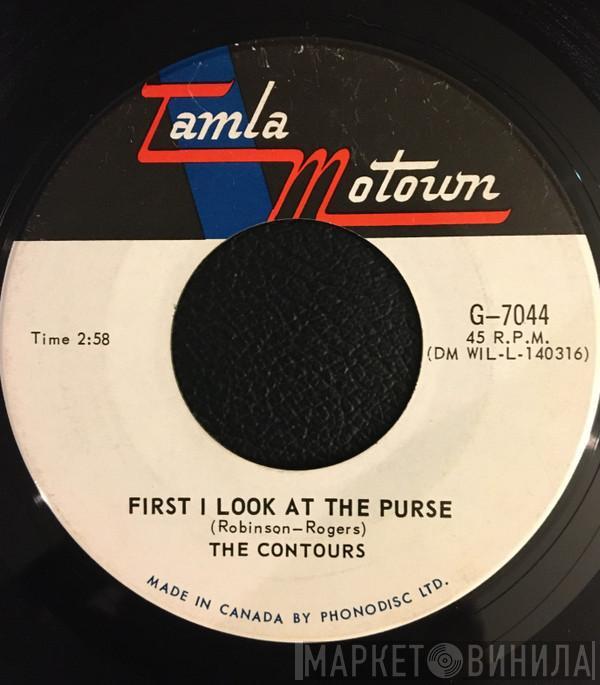 Tamla
Motown
Time 2:58
G-7044
45 R.P.M.
(DM WIL-L-140316)
FIRST I LOOK AT THE PURSE
(Robinson-Rogers)
THE CONTOURS
MADE IN CANADA BY PHONODISC LTD.
МАРКЕТ ВИНИЛА